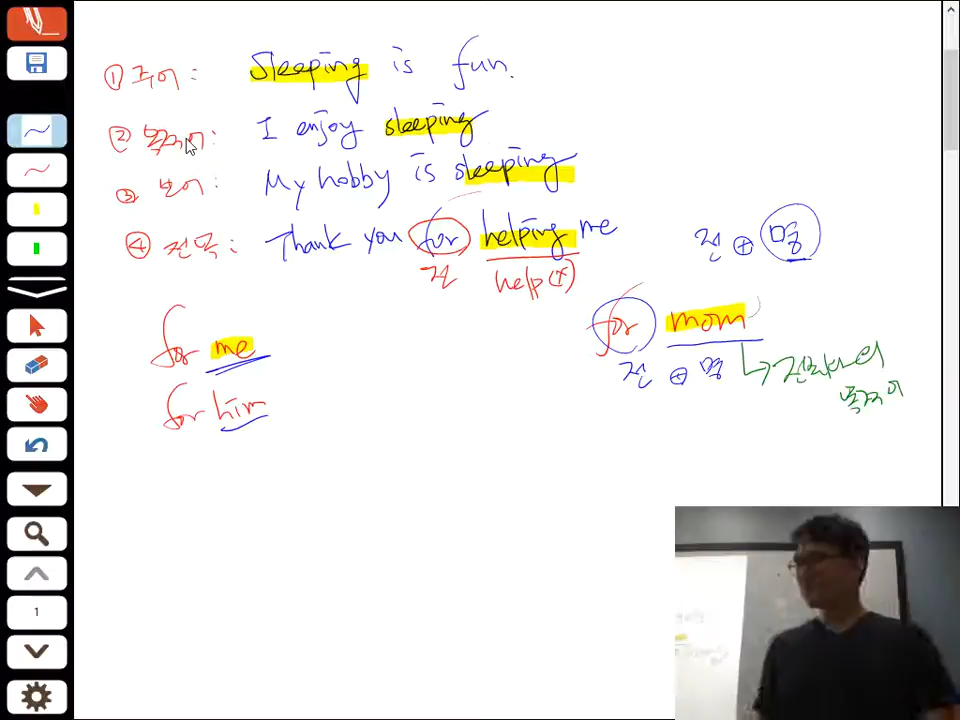 ① 주어 : Sleeping is fun.
② 목적어 : I enjoy sleeping
③ 보어 : My hobby is sleeping
④ 전목 : Thank you for helping me
전 help(x)
전 ⊕ 명
for me
for him
for mom
전 ⊕ 명 → 전치사의
목적어
1